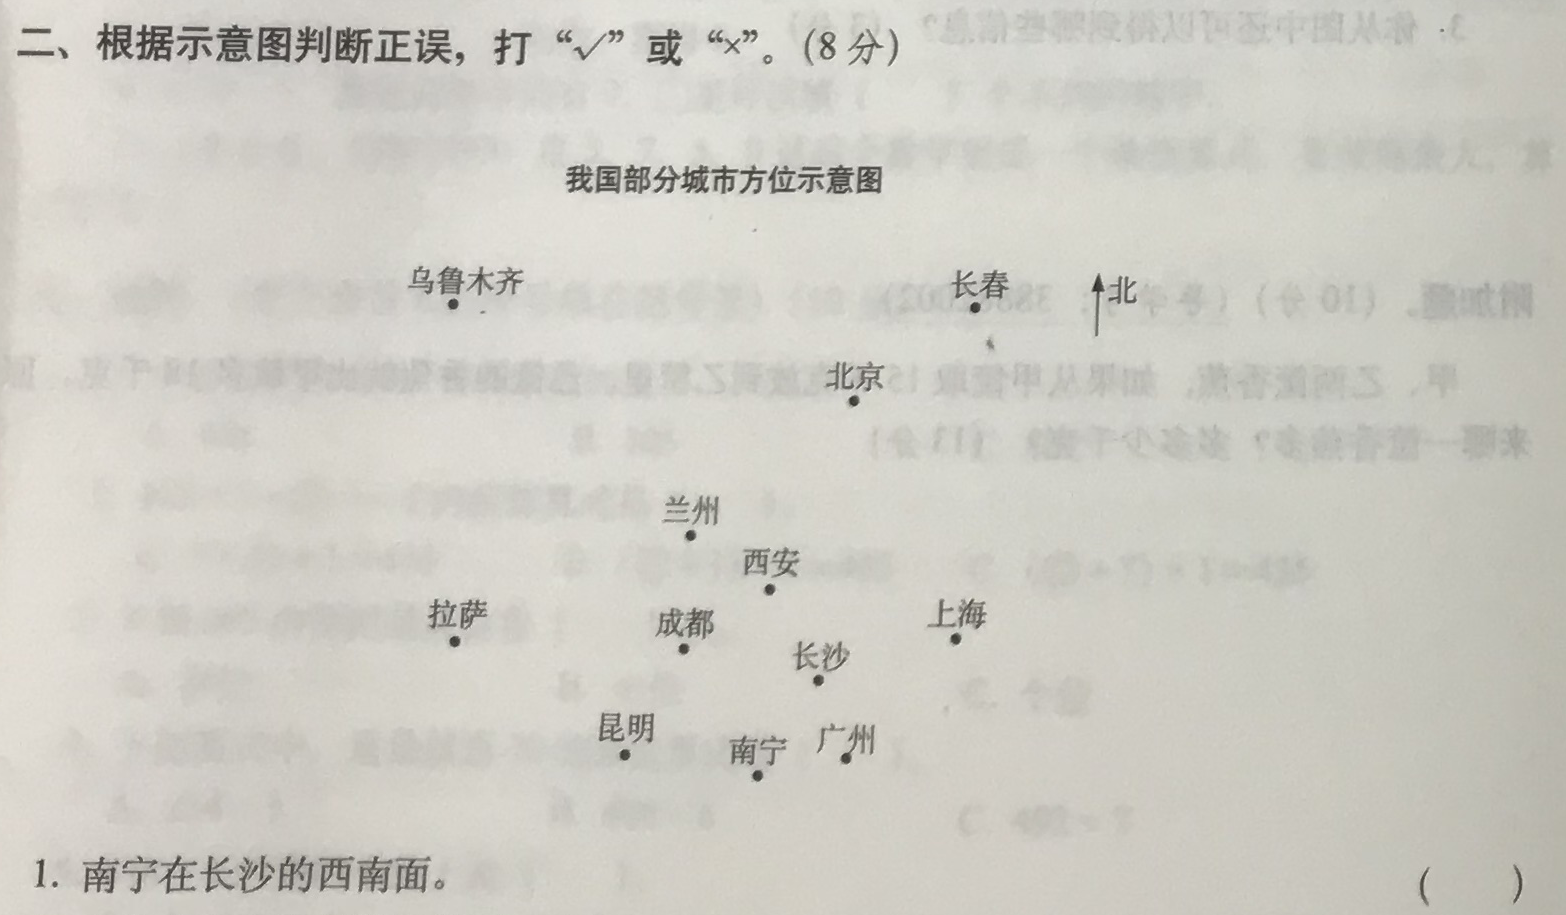 二、根据示意图判断正误，打“√”或“×”。(8分)
我国部分城市方位示意图
乌鲁木齐
长春
北
北京
兰州
西安
拉萨
成都
上海
长沙
昆明
南宁
广州
1. 南宁在长沙的西南面。 (    )